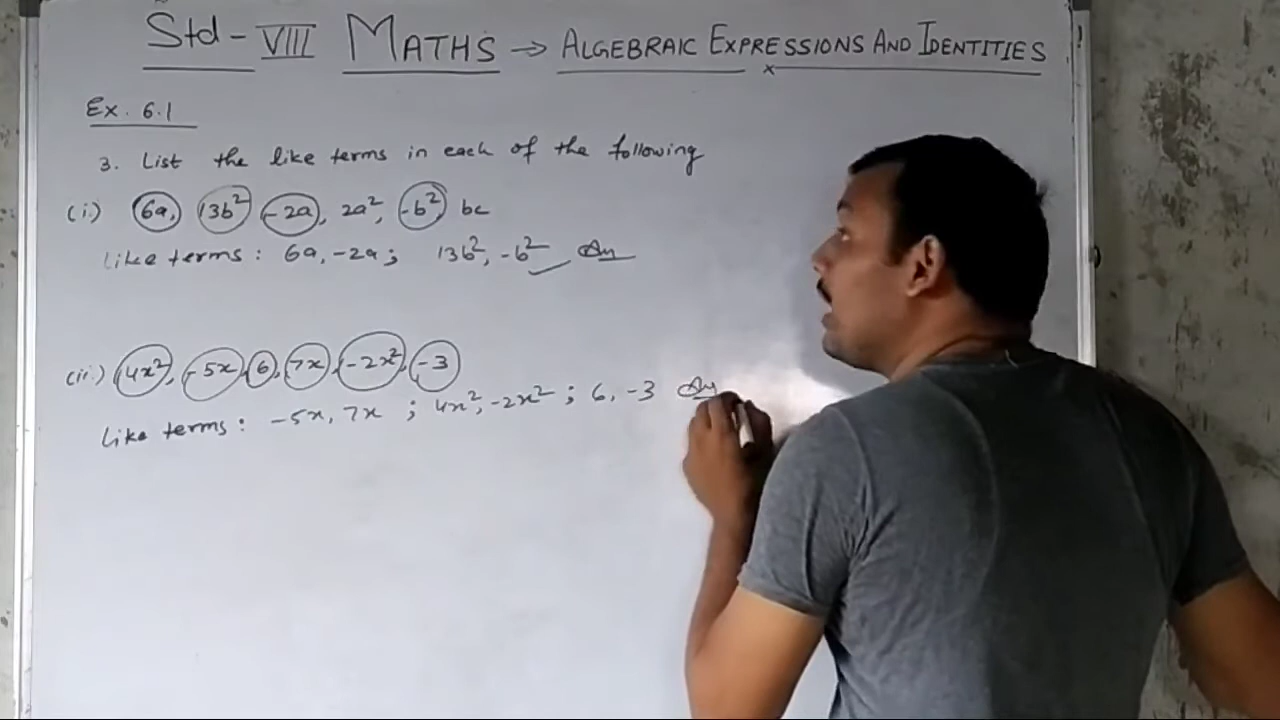 Std - VIII MATHS → ALGEBRAIC EXPRESSIONS AND IDENTITIES
Ex. 6.1
3. List the like terms in each of the following
(i.) 6a, 13b², -2a, 2a², -b², bc
Like terms: 6a, -2a; 13b², -b² An
(ii.) 4x², -5x, 6, 7x, -2x², -3
Like terms: -5x, 7x ; 4x², -2x² ; 6, -3 An